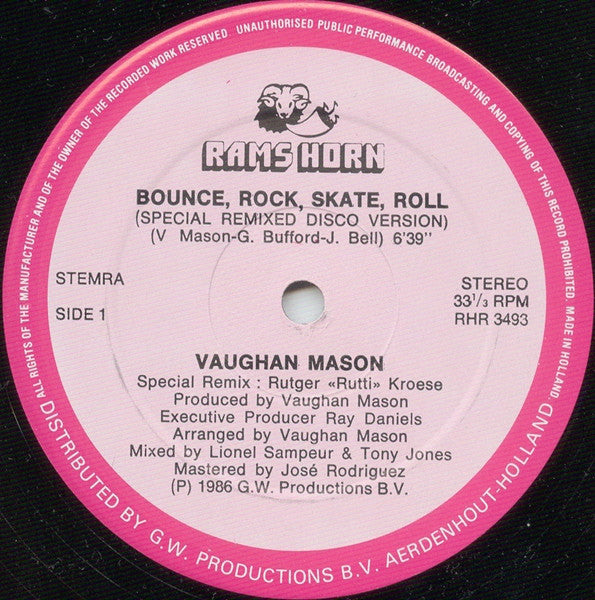 ALL RIGHTS OF THE MANUFACTURER AND OF THE OWNER OF THE RECORDED WORK RESERVED UNAUTHORISED PUBLIC PERFORMANCE BROADCASTING AND COPYING OF THIS RECORD PROHIBITED. MADE IN HOLLAND.
RAMS HORN
BOUNCE, ROCK, SKATE, ROLL
(SPECIAL REMIXED DISCO VERSION)
(V Mason-G. Bufford-J. Bell) 6'39''
STEMRA
SIDE 1
STEREO
33 1/3 RPM
RHR 3493
VAUGHAN MASON
Special Remix : Rutger «Rutti» Kroese
Produced by Vaughan Mason
Executive Producer Ray Daniels
Arranged by Vaughan Mason
Mixed by Lionel Sampeur & Tony Jones
Mastered by José Rodriguez
(P) 1986 G.W. Productions B.V.
DISTRIBUTED BY G.W. PRODUCTIONS B.V. AERDENHOUT-HOLLAND